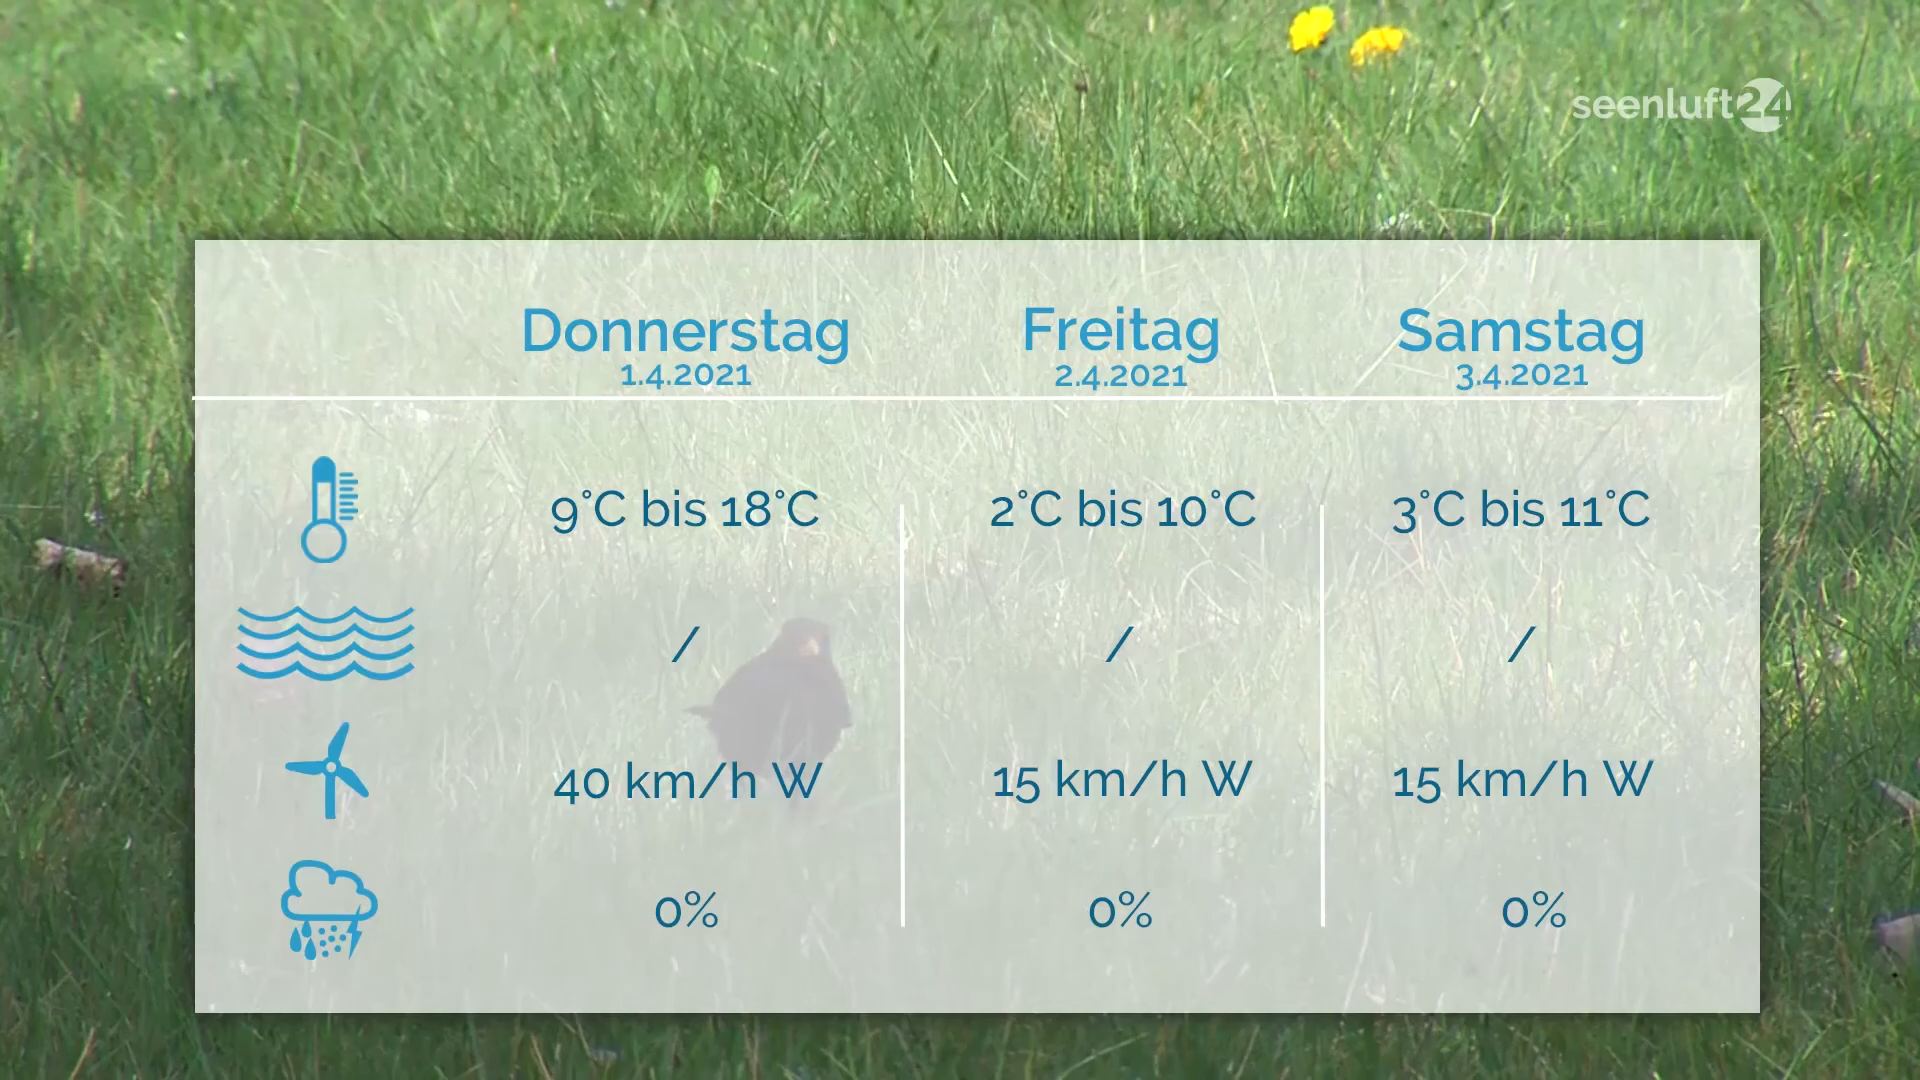 seenluft24
Donnerstag Freitag Samstag
1.4.2021 2.4.2021 3.4.2021
9°C bis 18°C 2°C bis 10°C 3°C bis 11°C
/ / /
40 km/h W 15 km/h W 15 km/h W
0% 0% 0%